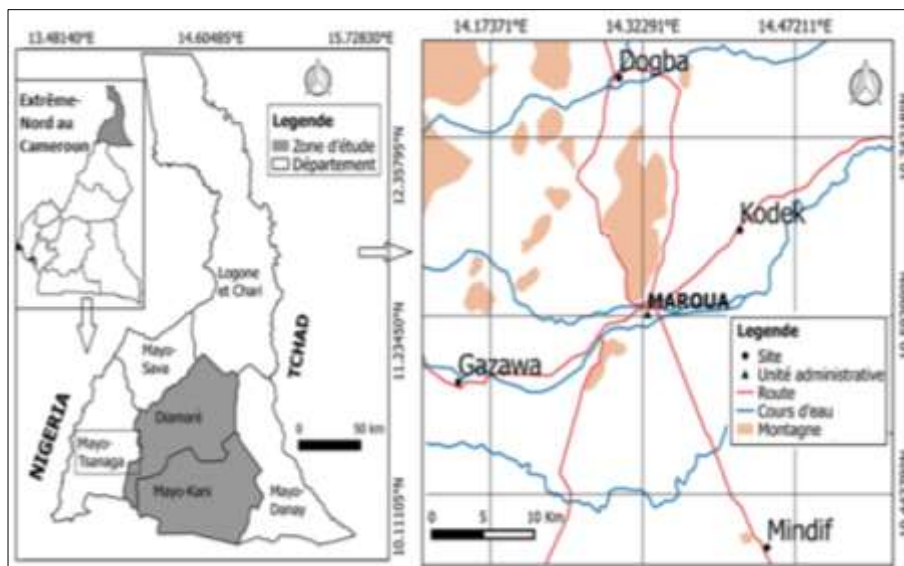 13.48140°E 14.60485°E 15.72830°E
Extrême-
Nord au
Cameroun
Legende
Zone d'étude
Département
12.35795°N
11.23450°N
10.11105°N
Logone
et Chari
TCHAD
NIGERIA
Mayo-
Sava
Diamaré
Mayo-
Tsanaga
Mayo-Kani
Mayo-
Danay
0 50 km
14.17371°E 14.32291°E 14.47211°E
Dogba
Kodek
MAROUA
Gazawa
Mindif
Legende
Site
Unité administrative
Route
Cours d'eau
Montagne
0 5 10 Km